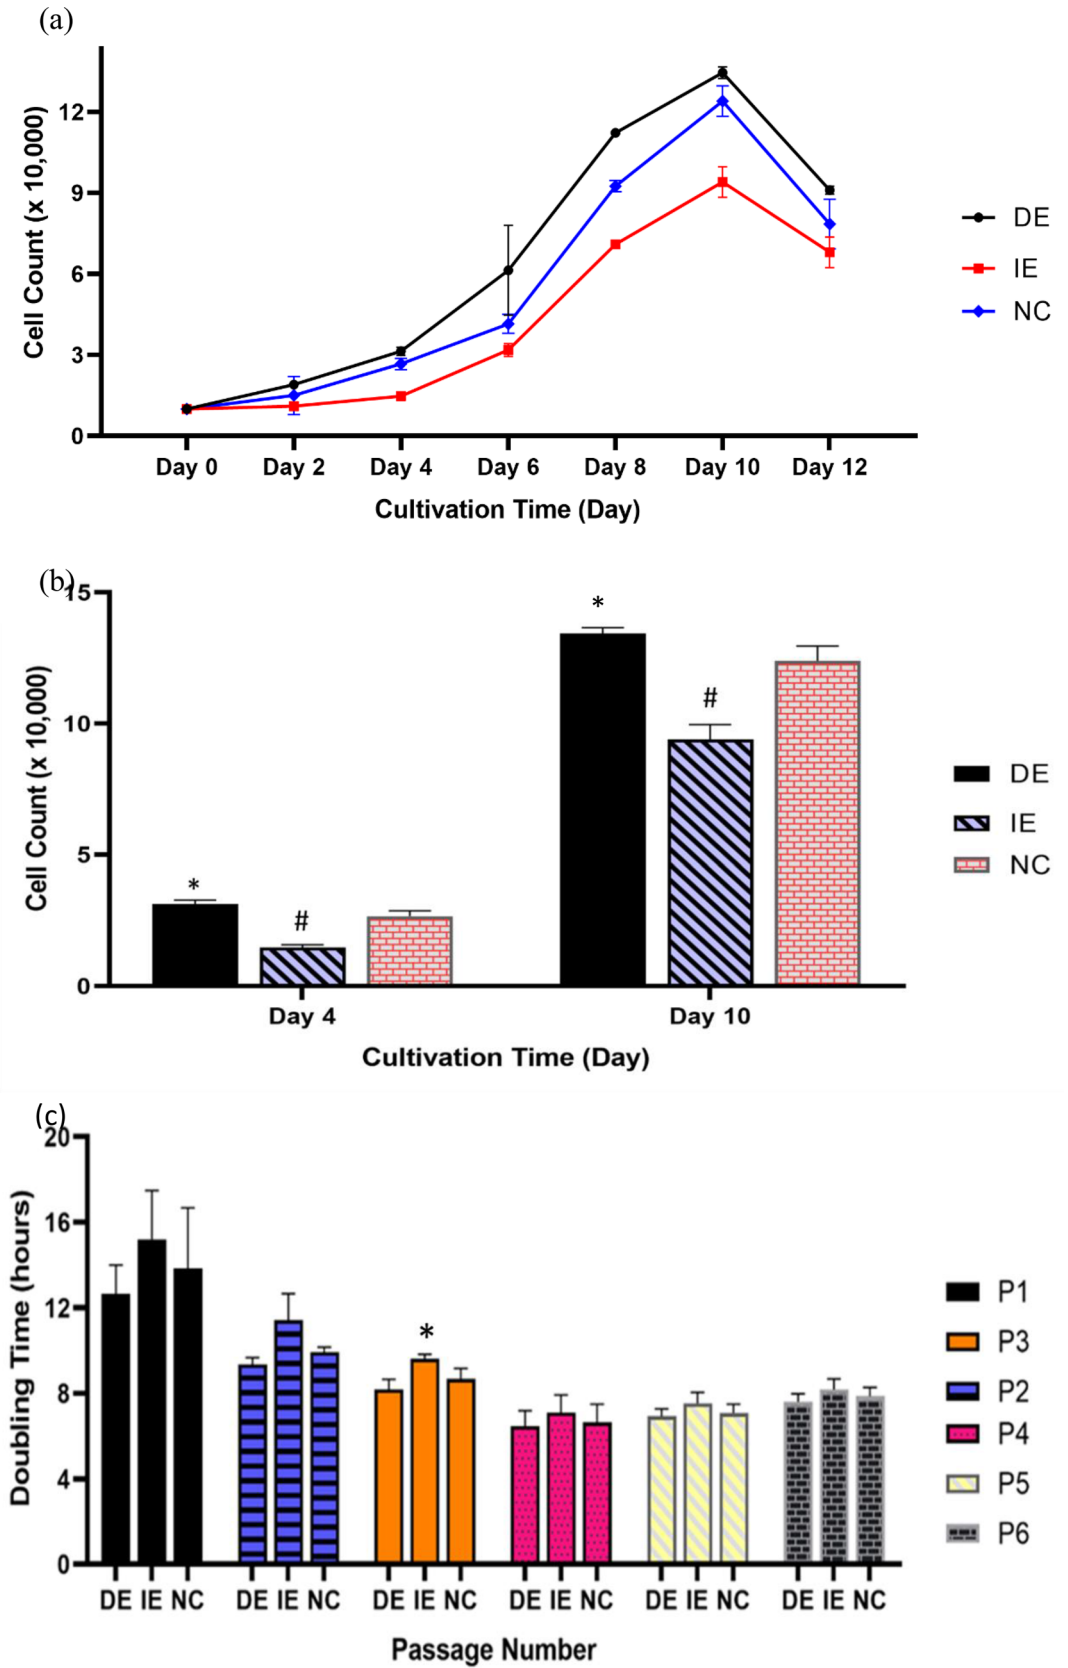 (a)
Cell Count (x 10,000)
12
9
6
3
0
Day 0 Day 2 Day 4 Day 6 Day 8 Day 10 Day 12
Cultivation Time (Day)
DE
IE
NC
(b)
Cell Count (x 10,000)
15
10
5
0
*
#
*
#
Day 4 Day 10
Cultivation Time (Day)
DE
IE
NC
(c)
Doubling Time (hours)
20
16
12
8
4
0
*
DE IE NC DE IE NC DE IE NC DE IE NC DE IE NC DE IE NC
Passage Number
P1
P3
P2
P4
P5
P6